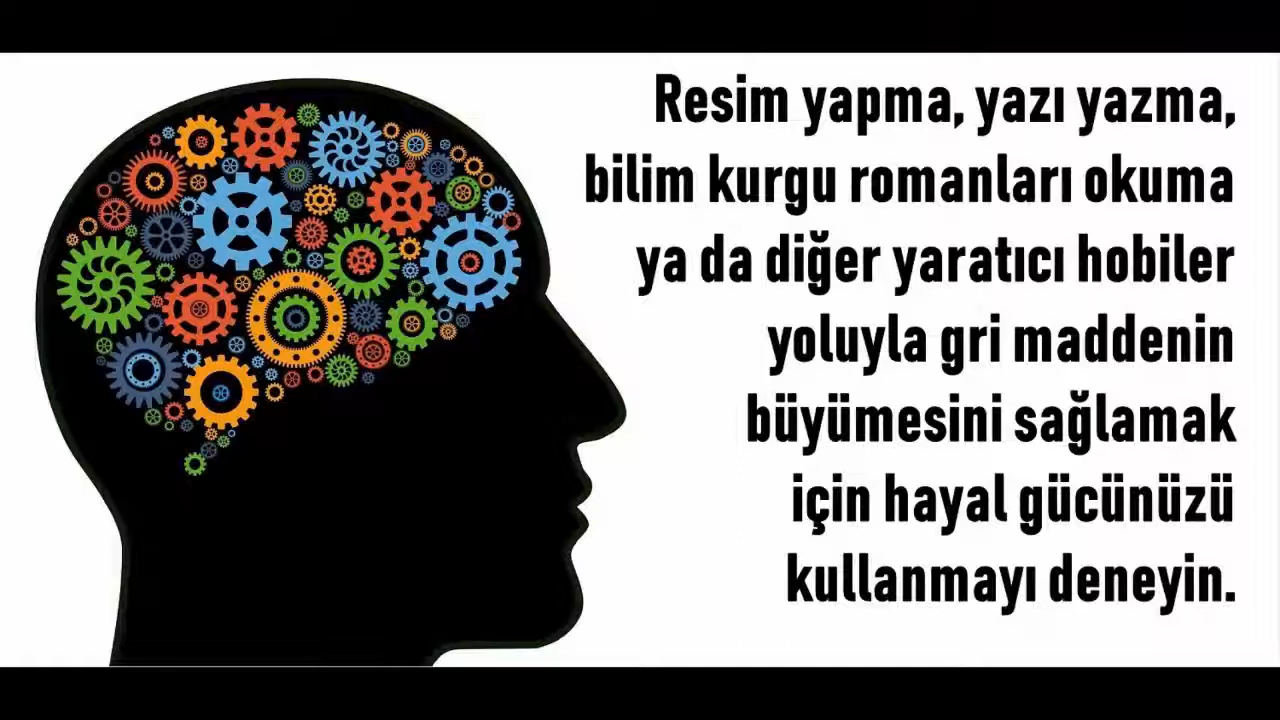 Resim yapma, yazı yazma,
bilim kurgu romanları okuma
ya da diğer yaratıcı hobiler
yoluyla gri maddenin
büyümesini sağlamak
için hayal gücünüzü
kullanmayı deneyin.